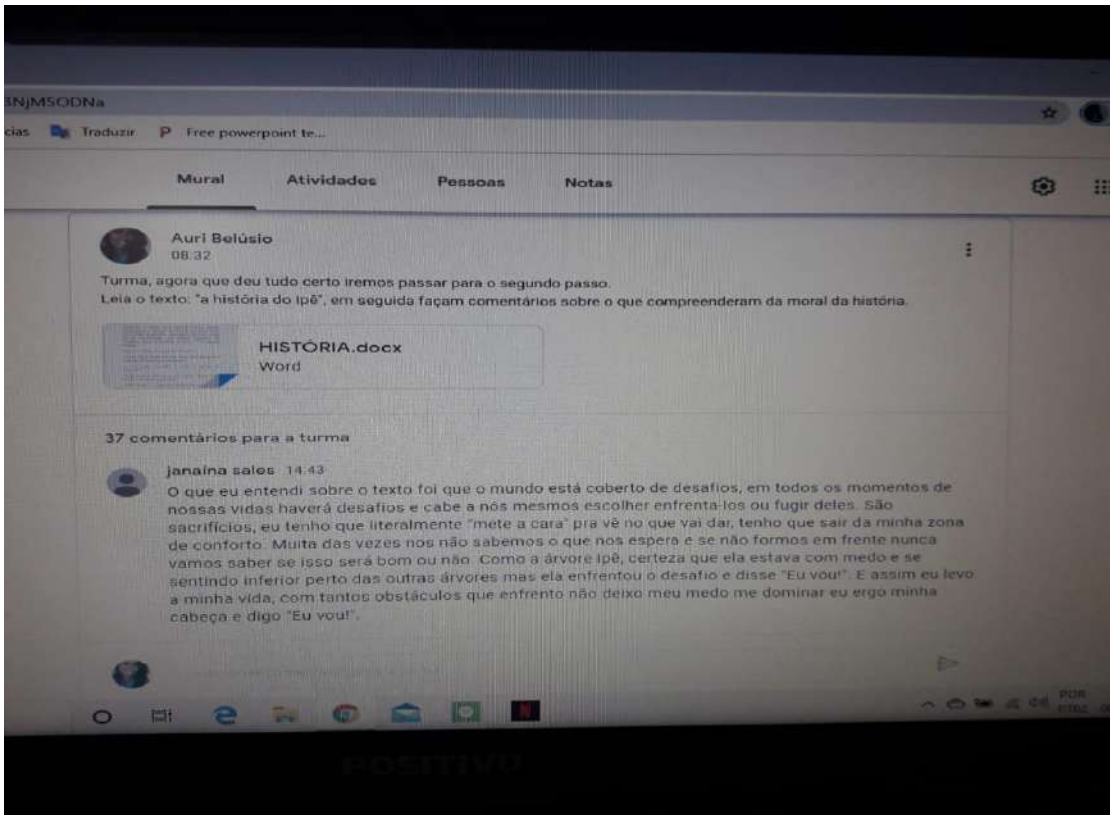 3NjM5ODNa
cias Traduzir P Free powerpoint te...
Mural Atividades Pessoas Notas
Auri Belúsio
08:32
Turma, agora que deu tudo certo iremos passar para o segundo passo.
Leia o texto: "a história do Ipê", em seguida façam comentários sobre o que compreenderam da moral da história.
HISTÓRIA.docx
Word
37 comentários para a turma
janaína sales 14:43
O que eu entendi sobre o texto foi que o mundo está coberto de desafios, em todos os momentos de
nossas vidas haverá desafios e cabe a nós mesmos escolher enfrenta-los ou fugir deles. São
sacrifícios, eu tenho que literalmente "mete a cara" pra vê no que vai dar, tenho que sair da minha zona
de conforto. Muita das vezes nos não sabemos o que nos espera e se não formos em frente nunca
vamos saber se isso será bom ou não. Como a árvore Ipê, certeza que ela estava com medo e se
sentindo inferior perto das outras árvores mas ela enfrentou o desafio e disse "Eu vou!". E assim eu levo
a minha vida, com tantos obstáculos que enfrento não deixo meu medo me dominar eu ergo minha
cabeça e digo "Eu vou!".
POR
PTB2
POSITIVO